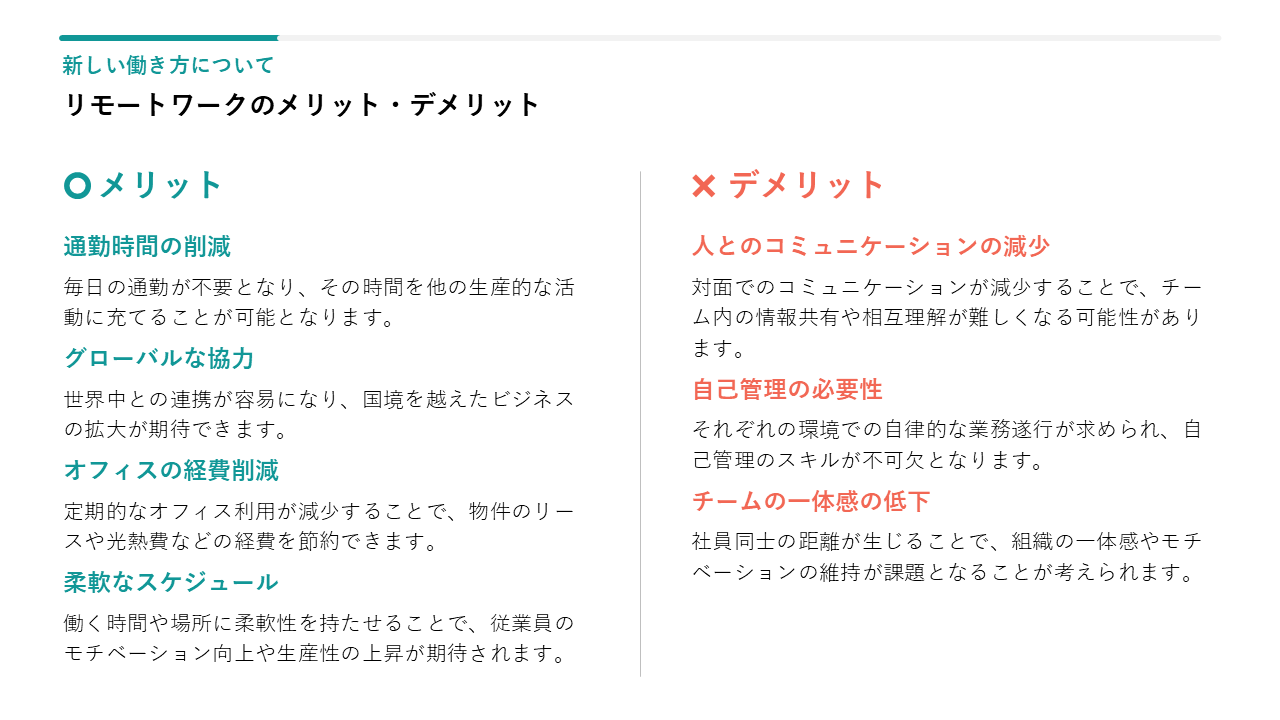 新しい働き方について
リモートワークのメリット・デメリット
メリット
通勤時間の削減
毎日の通勤が不要となり、その時間を他の生産的な活
動に充てることが可能となります。
グローバルな協力
世界中との連携が容易になり、国境を越えたビジネス
の拡大が期待できます。
オフィスの経費削減
定期的なオフィス利用が減少することで、物件のリー
スや光熱費などの経費を節約できます。
柔軟なスケジュール
働く時間や場所に柔軟性を持たせることで、従業員の
モチベーション向上や生産性の上昇が期待されます。
デメリット
人とのコミュニケーションの減少
対面でのコミュニケーションが減少することで、チー
ム内の情報共有や相互理解が難しくなる可能性があり
ます。
自己管理の必要性
それぞれの環境での自律的な業務遂行が求められ、自
己管理のスキルが不可欠となります。
チームの一体感の低下
社員同士の距離が生じることで、組織の一体感やモチ
ベーションの維持が課題となることが考えられます。